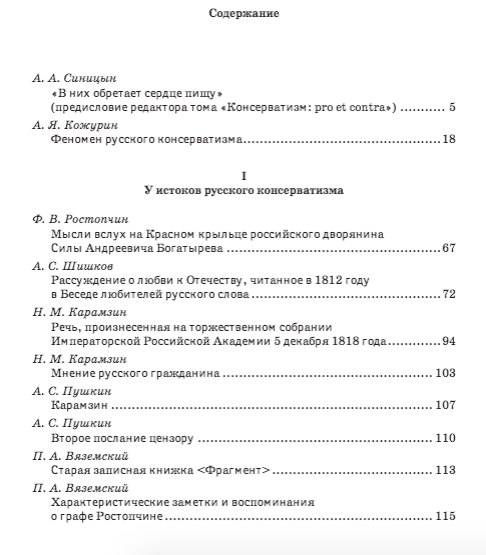 Содержание
А. А. Синицын
«В них обретает сердце пищу»
(предисловие редактора тома «Консерватизм: pro et contra») ........... 5
А. Я. Кожурин
Феномен русского консерватизма........................................... 18
I
У истоков русского консерватизма
Ф. В. Ростопчин
Мысли вслух на Красном крыльце российского дворянина
Силы Андреевича Богатырева ............................................. 67
А. С. Шишков
Рассуждение о любви к Отечеству, читанное в 1812 году
в Беседе любителей русского слова........................................ 72
Н. М. Карамзин
Речь, произнесенная на торжественном собрании
Императорской Российской Академии 5 декабря 1818 года............. 94
Н. М. Карамзин
Мнение русского гражданина ............................................ 103
А. С. Пушкин
Карамзин ................................................................ 107
А. С. Пушкин
Второе послание цензору ................................................ 110
П. А. Вяземский
Старая записная книжка <Фрагмент>..................................... 113
П. А. Вяземский
Характеристические заметки и воспоминания
о графе Ростопчине...................................................... 115